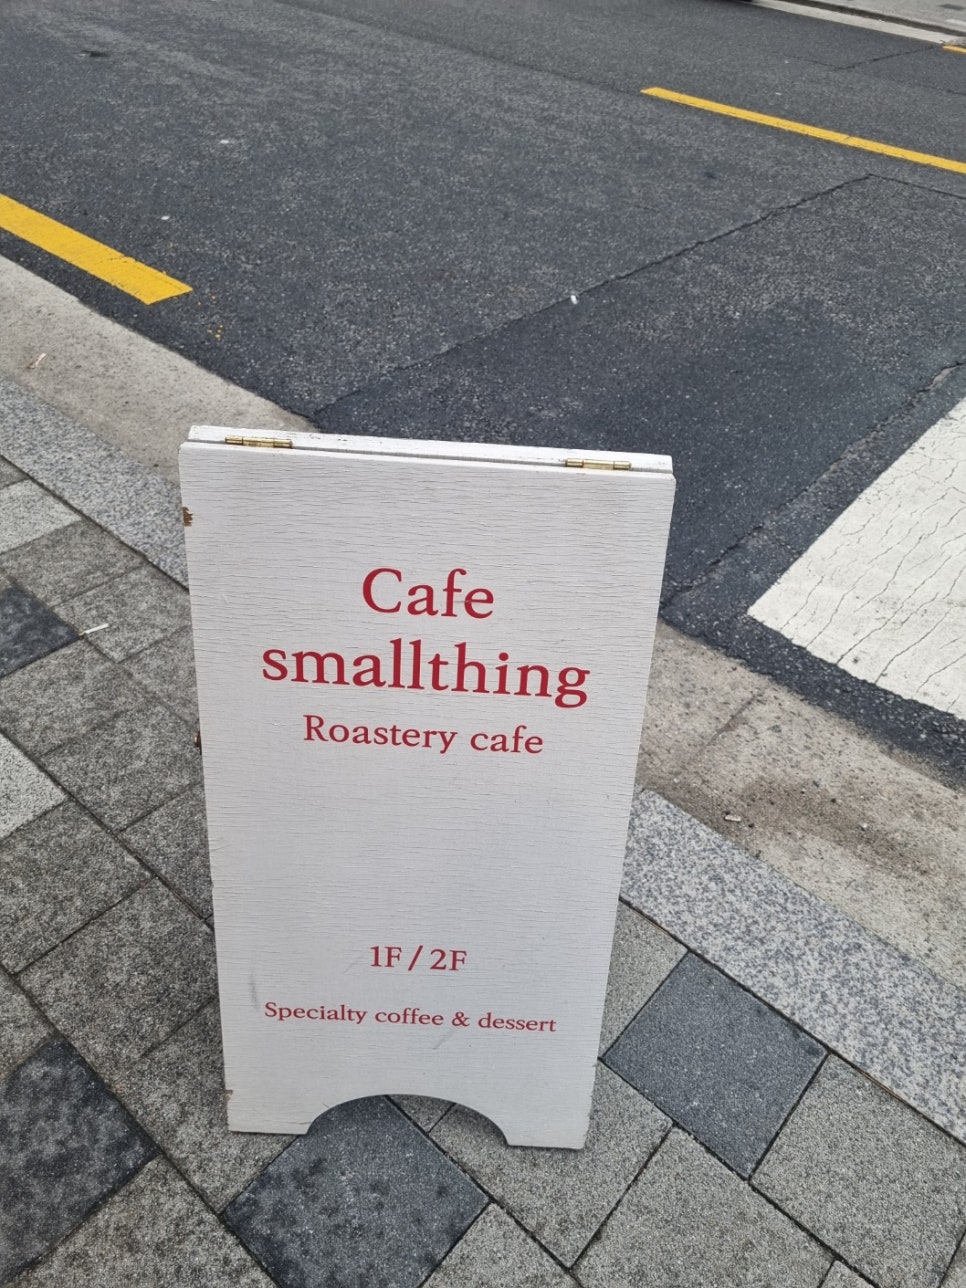 Cafe
smallthing
Roastery cafe
1F / 2F
Specialty coffee & dessert